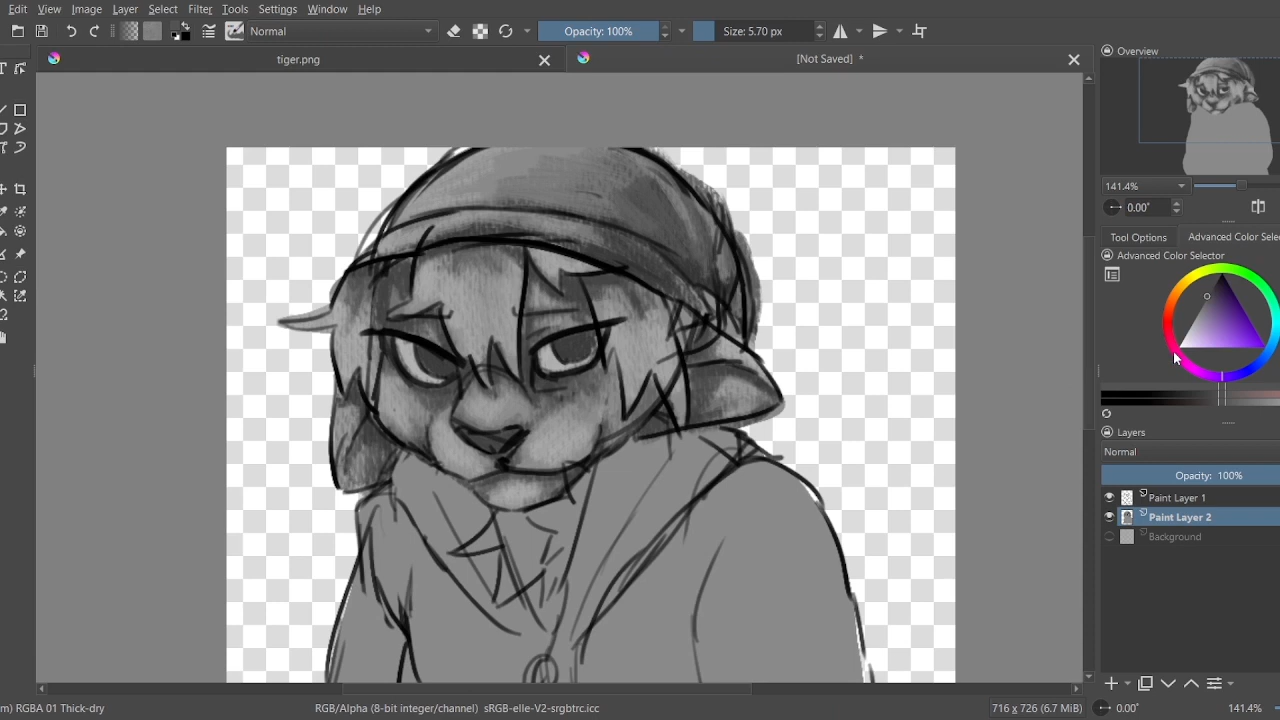 Edit View Image Layer Select Filter Tools Settings Window Help
Normal Opacity: 100% Size: 5.70 px
tiger.png [Not Saved] *
Overview
141.4%
0.00°
Tool Options Advanced Color Sele
Advanced Color Selector
Layers
Normal
Opacity: 100%
Paint Layer 1
Paint Layer 2
Background
m) RGBA 01 Thick-dry RGB/Alpha (8-bit integer/channel) sRGB-elle-V2-srgbtrc.icc 716 x 726 (6.7 MiB) 0.00° 141.4%